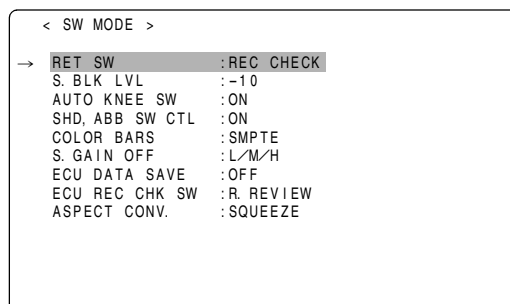 < SW MODE >
→ RET SW :REC CHECK
S. BLK LVL :–10
AUTO KNEE SW :ON
SHD, ABB SW CTL :ON
COLOR BARS :SMPTE
S. GAIN OFF :L/M/H
ECU DATA SAVE :OFF
ECU REC CHK SW :R. REVIEW
ASPECT CONV. :SQUEEZE